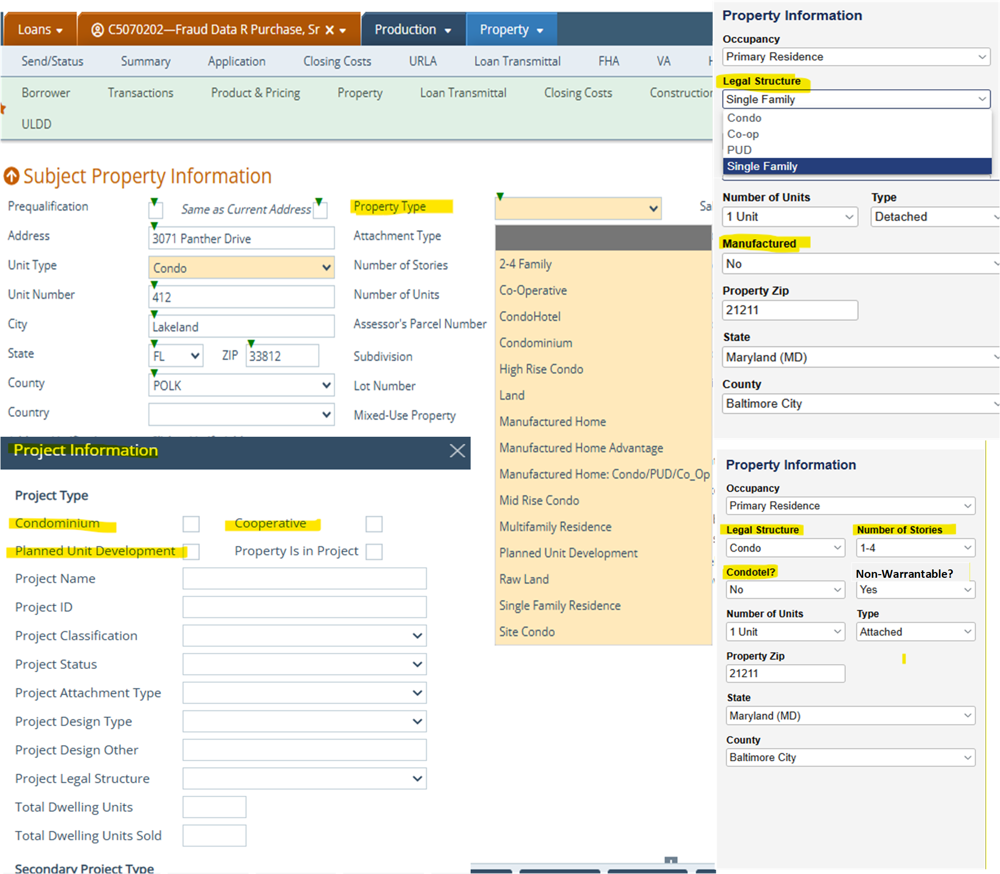 Loans
C5070202—Fraud Data R Purchase, Sr X
Production
Property
Send/Status Summary Application Closing Costs URLA Loan Transmittal FHA VA
Borrower Transactions Product & Pricing Property Loan Transmittal Closing Costs Construction
ULDD
Subject Property Information
Prequalification
Same as Current Address
Address 3071 Panther Drive
Unit Type Condo
Unit Number 412
City Lakeland
State FL ZIP 33812
County POLK
Country
Property Type
Attachment Type
Number of Stories
Number of Units
Assessor's Parcel Number
Subdivision
Lot Number
Mixed-Use Property
Sal
2-4 Family
Co-Operative
CondoHotel
Condominium
High Rise Condo
Land
Manufactured Home
Manufactured Home Advantage
Manufactured Home: Condo/PUD/Co_Op
Mid Rise Condo
Multifamily Residence
Planned Unit Development
Raw Land
Single Family Residence
Site Condo
Project Information
Project Type
Condominium Cooperative
Planned Unit Development Property Is in Project
Project Name
Project ID
Project Classification
Project Status
Project Attachment Type
Project Design Type
Project Design Other
Project Legal Structure
Total Dwelling Units
Total Dwelling Units Sold
Secondary Project Type
Property Information
Occupancy
Primary Residence
Legal Structure
Single Family
Condo
Co-op
PUD
Single Family
Number of Units Type
1 Unit Detached
Manufactured
No
Property Zip
21211
State
Maryland (MD)
County
Baltimore City
Property Information
Occupancy
Primary Residence
Legal Structure Number of Stories
Condo 1-4
Condotel? Non-Warrantable?
No Yes
Number of Units Type
1 Unit Attached
Property Zip
21211
State
Maryland (MD)
County
Baltimore City